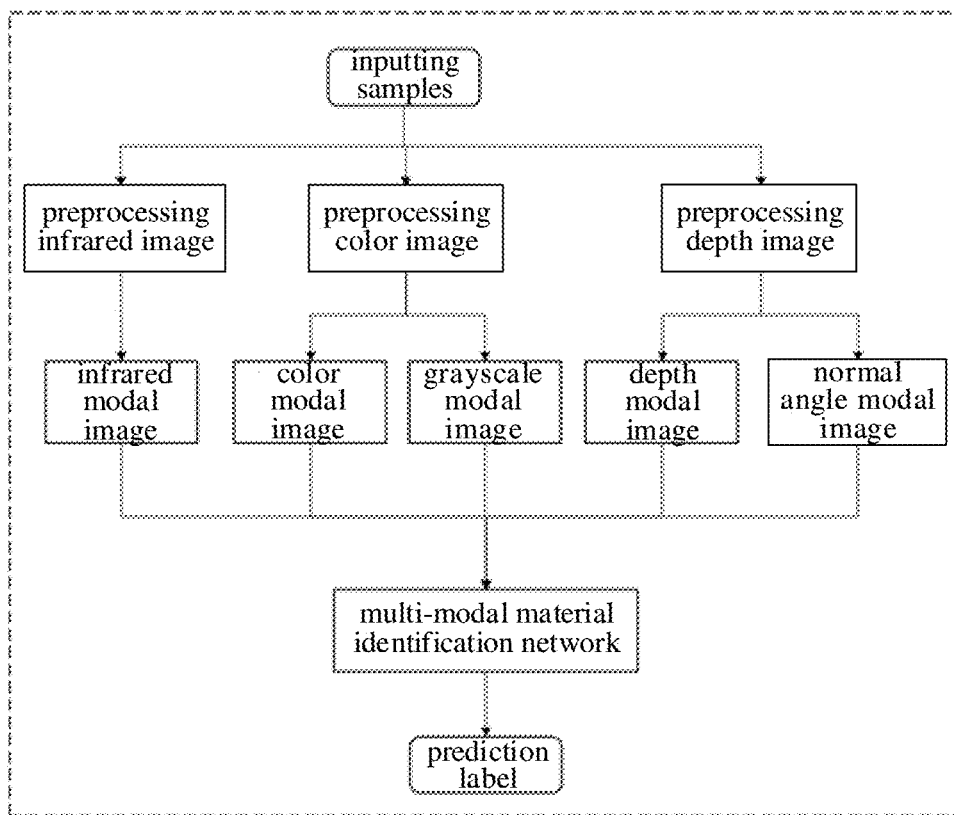 inputting
samples
preprocessing
infrared image
preprocessing
color image
preprocessing
depth image
infrared
modal
image
color
modal
image
grayscale
modal
image
depth
modal
image
normal
angle modal
image
multi-modal material
identification network
prediction
label